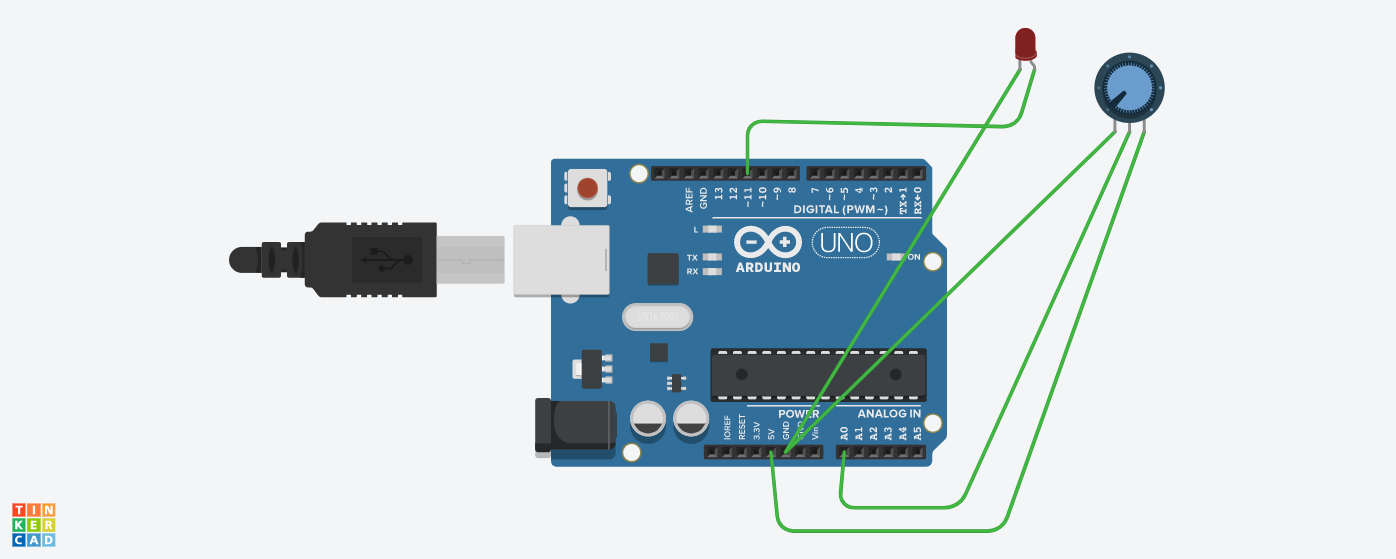 AREF
GND
13
12
~11
~10
~9
8
7
~6
~5
4
~3
2
TX→1
RX←0
DIGITAL (PWM~)
L
TX
RX
ARDUINO
UNO
ON
POWER
ANALOG IN
IOREF
RESET
3.3V
5V
GND
GND
Vin
A0
A1
A2
A3
A4
A5
TIN
KER
CAD